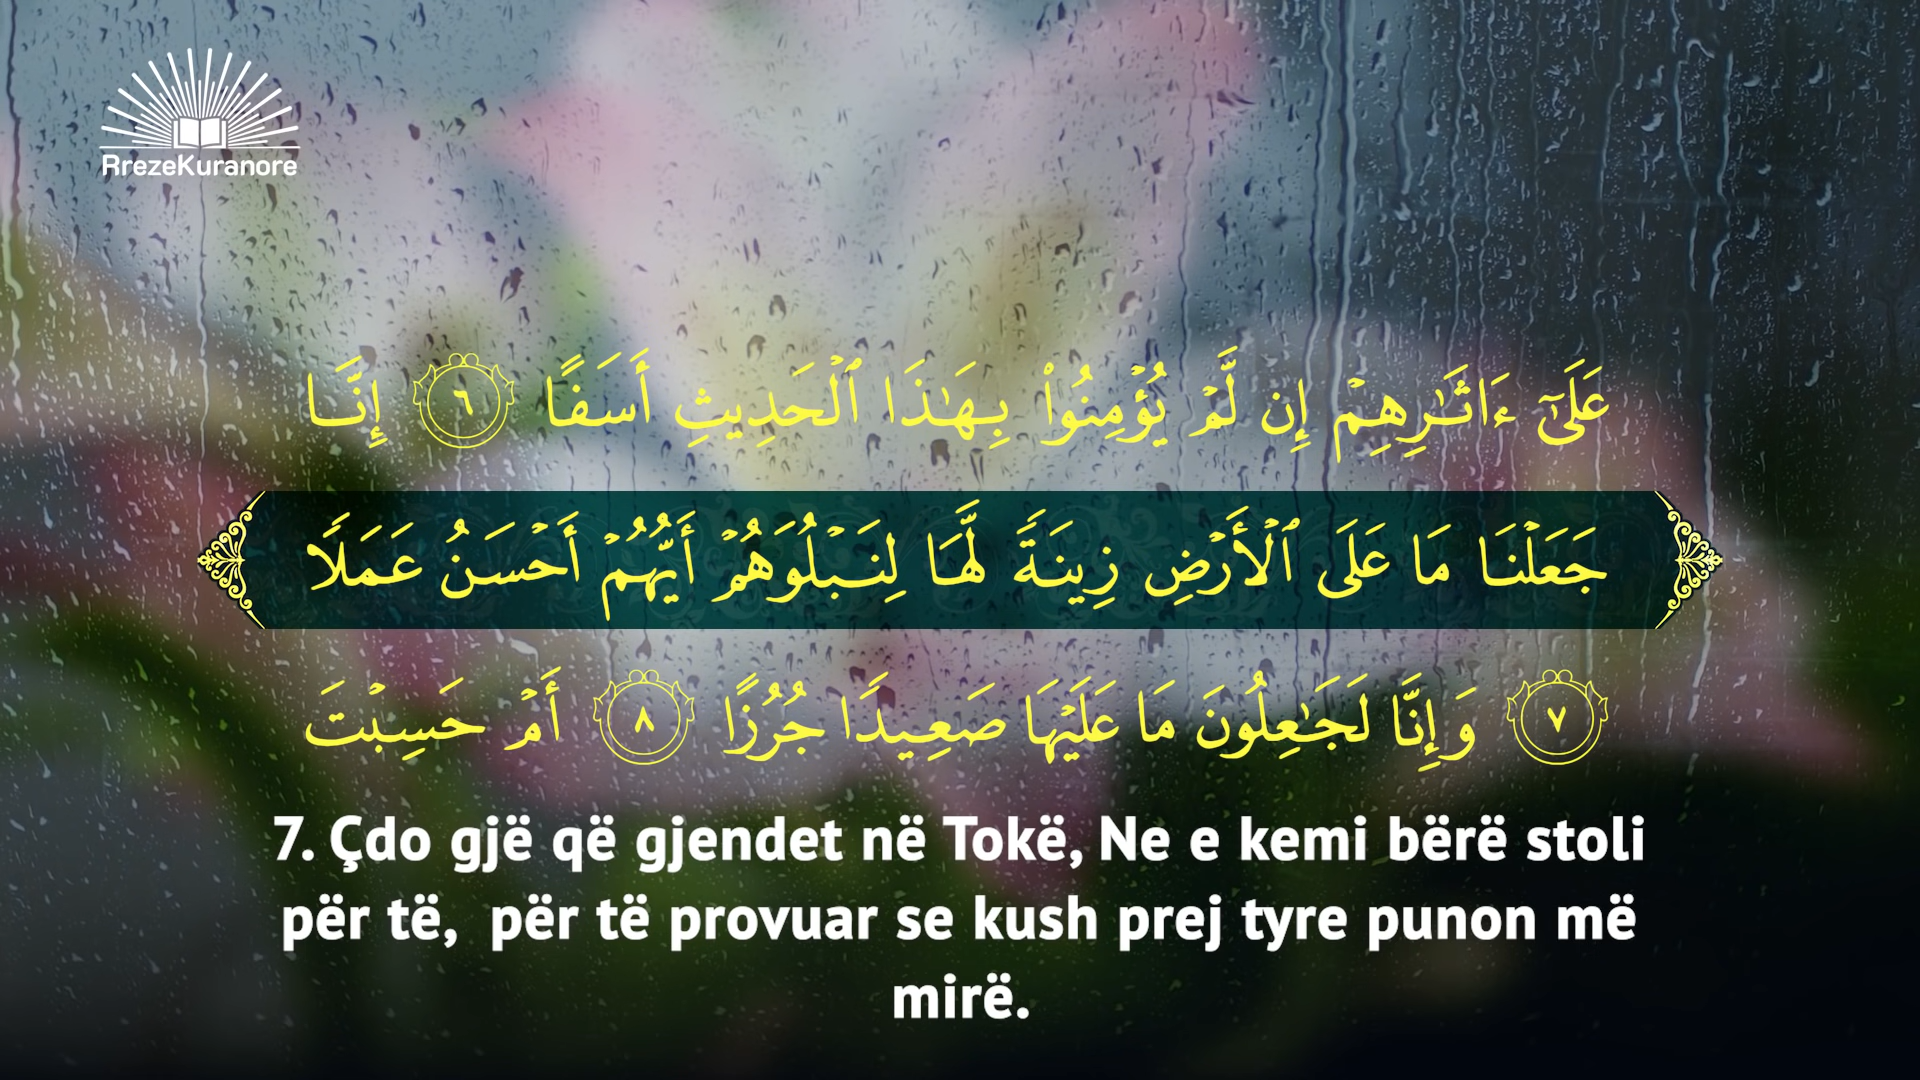 RrezeKuranore
عَلَىٰٓ ءَاثَٰرِهِمْ إِن لَّمْ يُؤْمِنُوا۟ بِهَٰذَا ٱلْحَدِيثِ أَسَفًا ٦ إِنَّا
جَعَلْنَا مَا عَلَى ٱلْأَرْضِ زِينَةً لَّهَا لِنَبْلُوَهُمْ أَيُّهُمْ أَحْسَنُ عَمَلًا
٧ وَإِنَّا لَجَٰعِلُونَ مَا عَلَيْهَا صَعِيدًا جُرُزًا ٨ أَمْ حَسِبْتَ
7. Çdo gjë që gjendet në Tokë, Ne e kemi bërë stoli
për të,  për të provuar se kush prej tyre punon më
mirë.